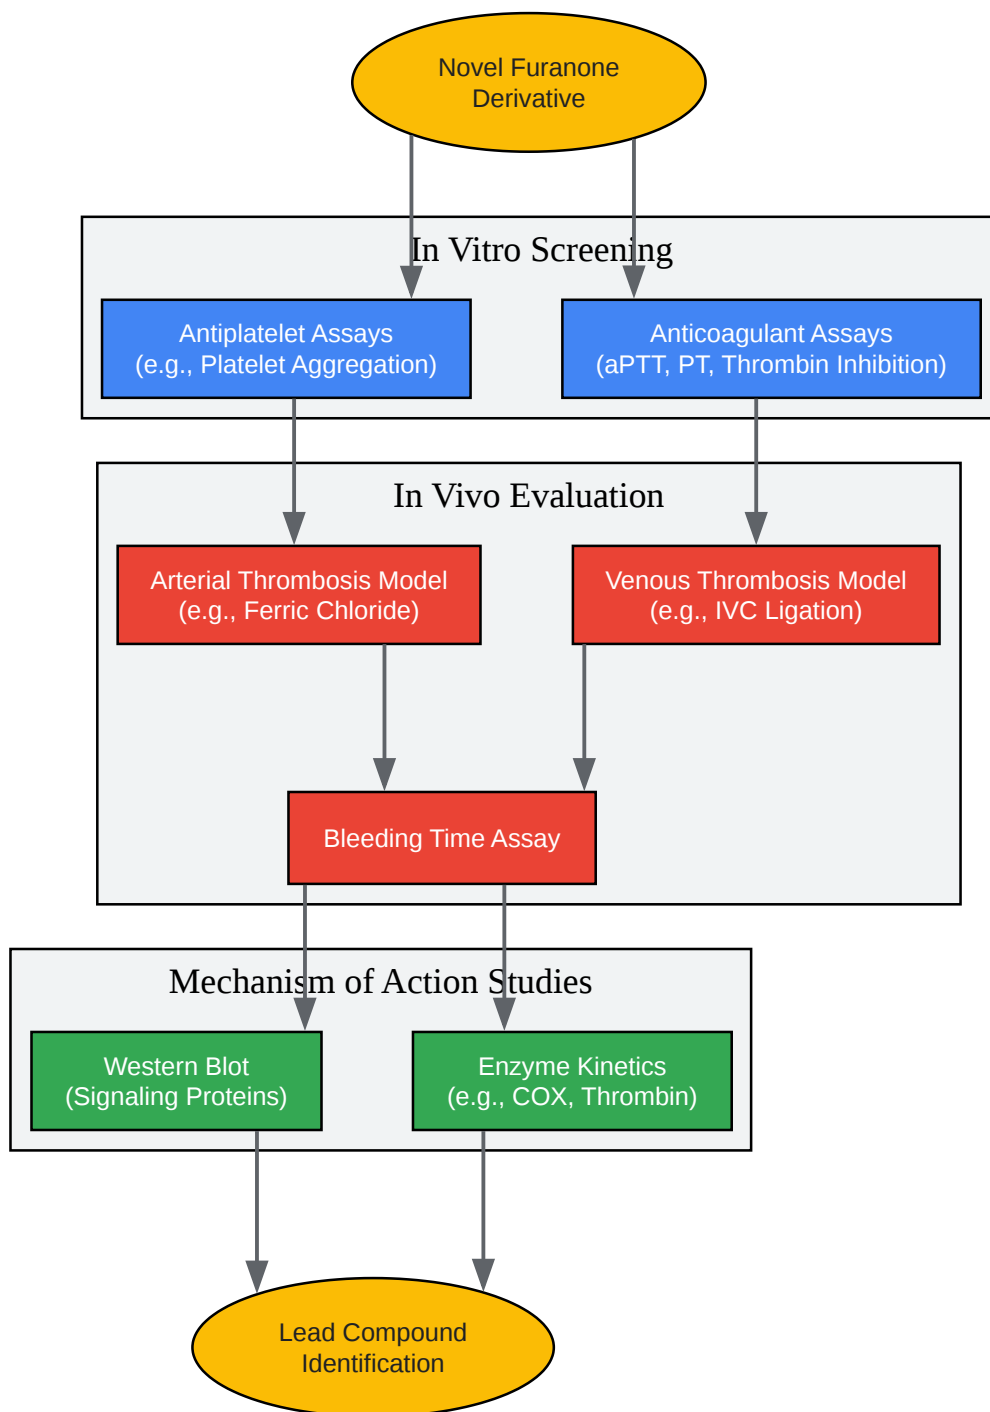 Novel Furanone
Derivative
In Vitro Screening
Antiplatelet Assays
(e.g., Platelet Aggregation)
Anticoagulant Assays
(aPTT, PT, Thrombin Inhibition)
In Vivo Evaluation
Arterial Thrombosis Model
(e.g., Ferric Chloride)
Venous Thrombosis Model
(e.g., IVC Ligation)
Bleeding Time Assay
Mechanism of Action Studies
Western Blot
(Signaling Proteins)
Enzyme Kinetics
(e.g., COX, Thrombin)
Lead Compound
Identification